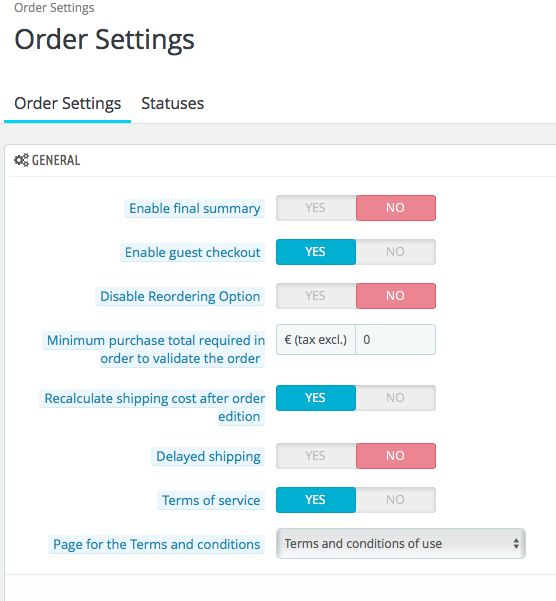 Order Settings
Order Settings
Order Settings Statuses
GENERAL
Enable final summary YES NO
Enable guest checkout YES NO
Disable Reordering Option YES NO
Minimum purchase total required in
order to validate the order
€ (tax excl.) 0
Recalculate shipping cost after order
edition
YES NO
Delayed shipping YES NO
Terms of service YES NO
Page for the Terms and conditions Terms and conditions of use